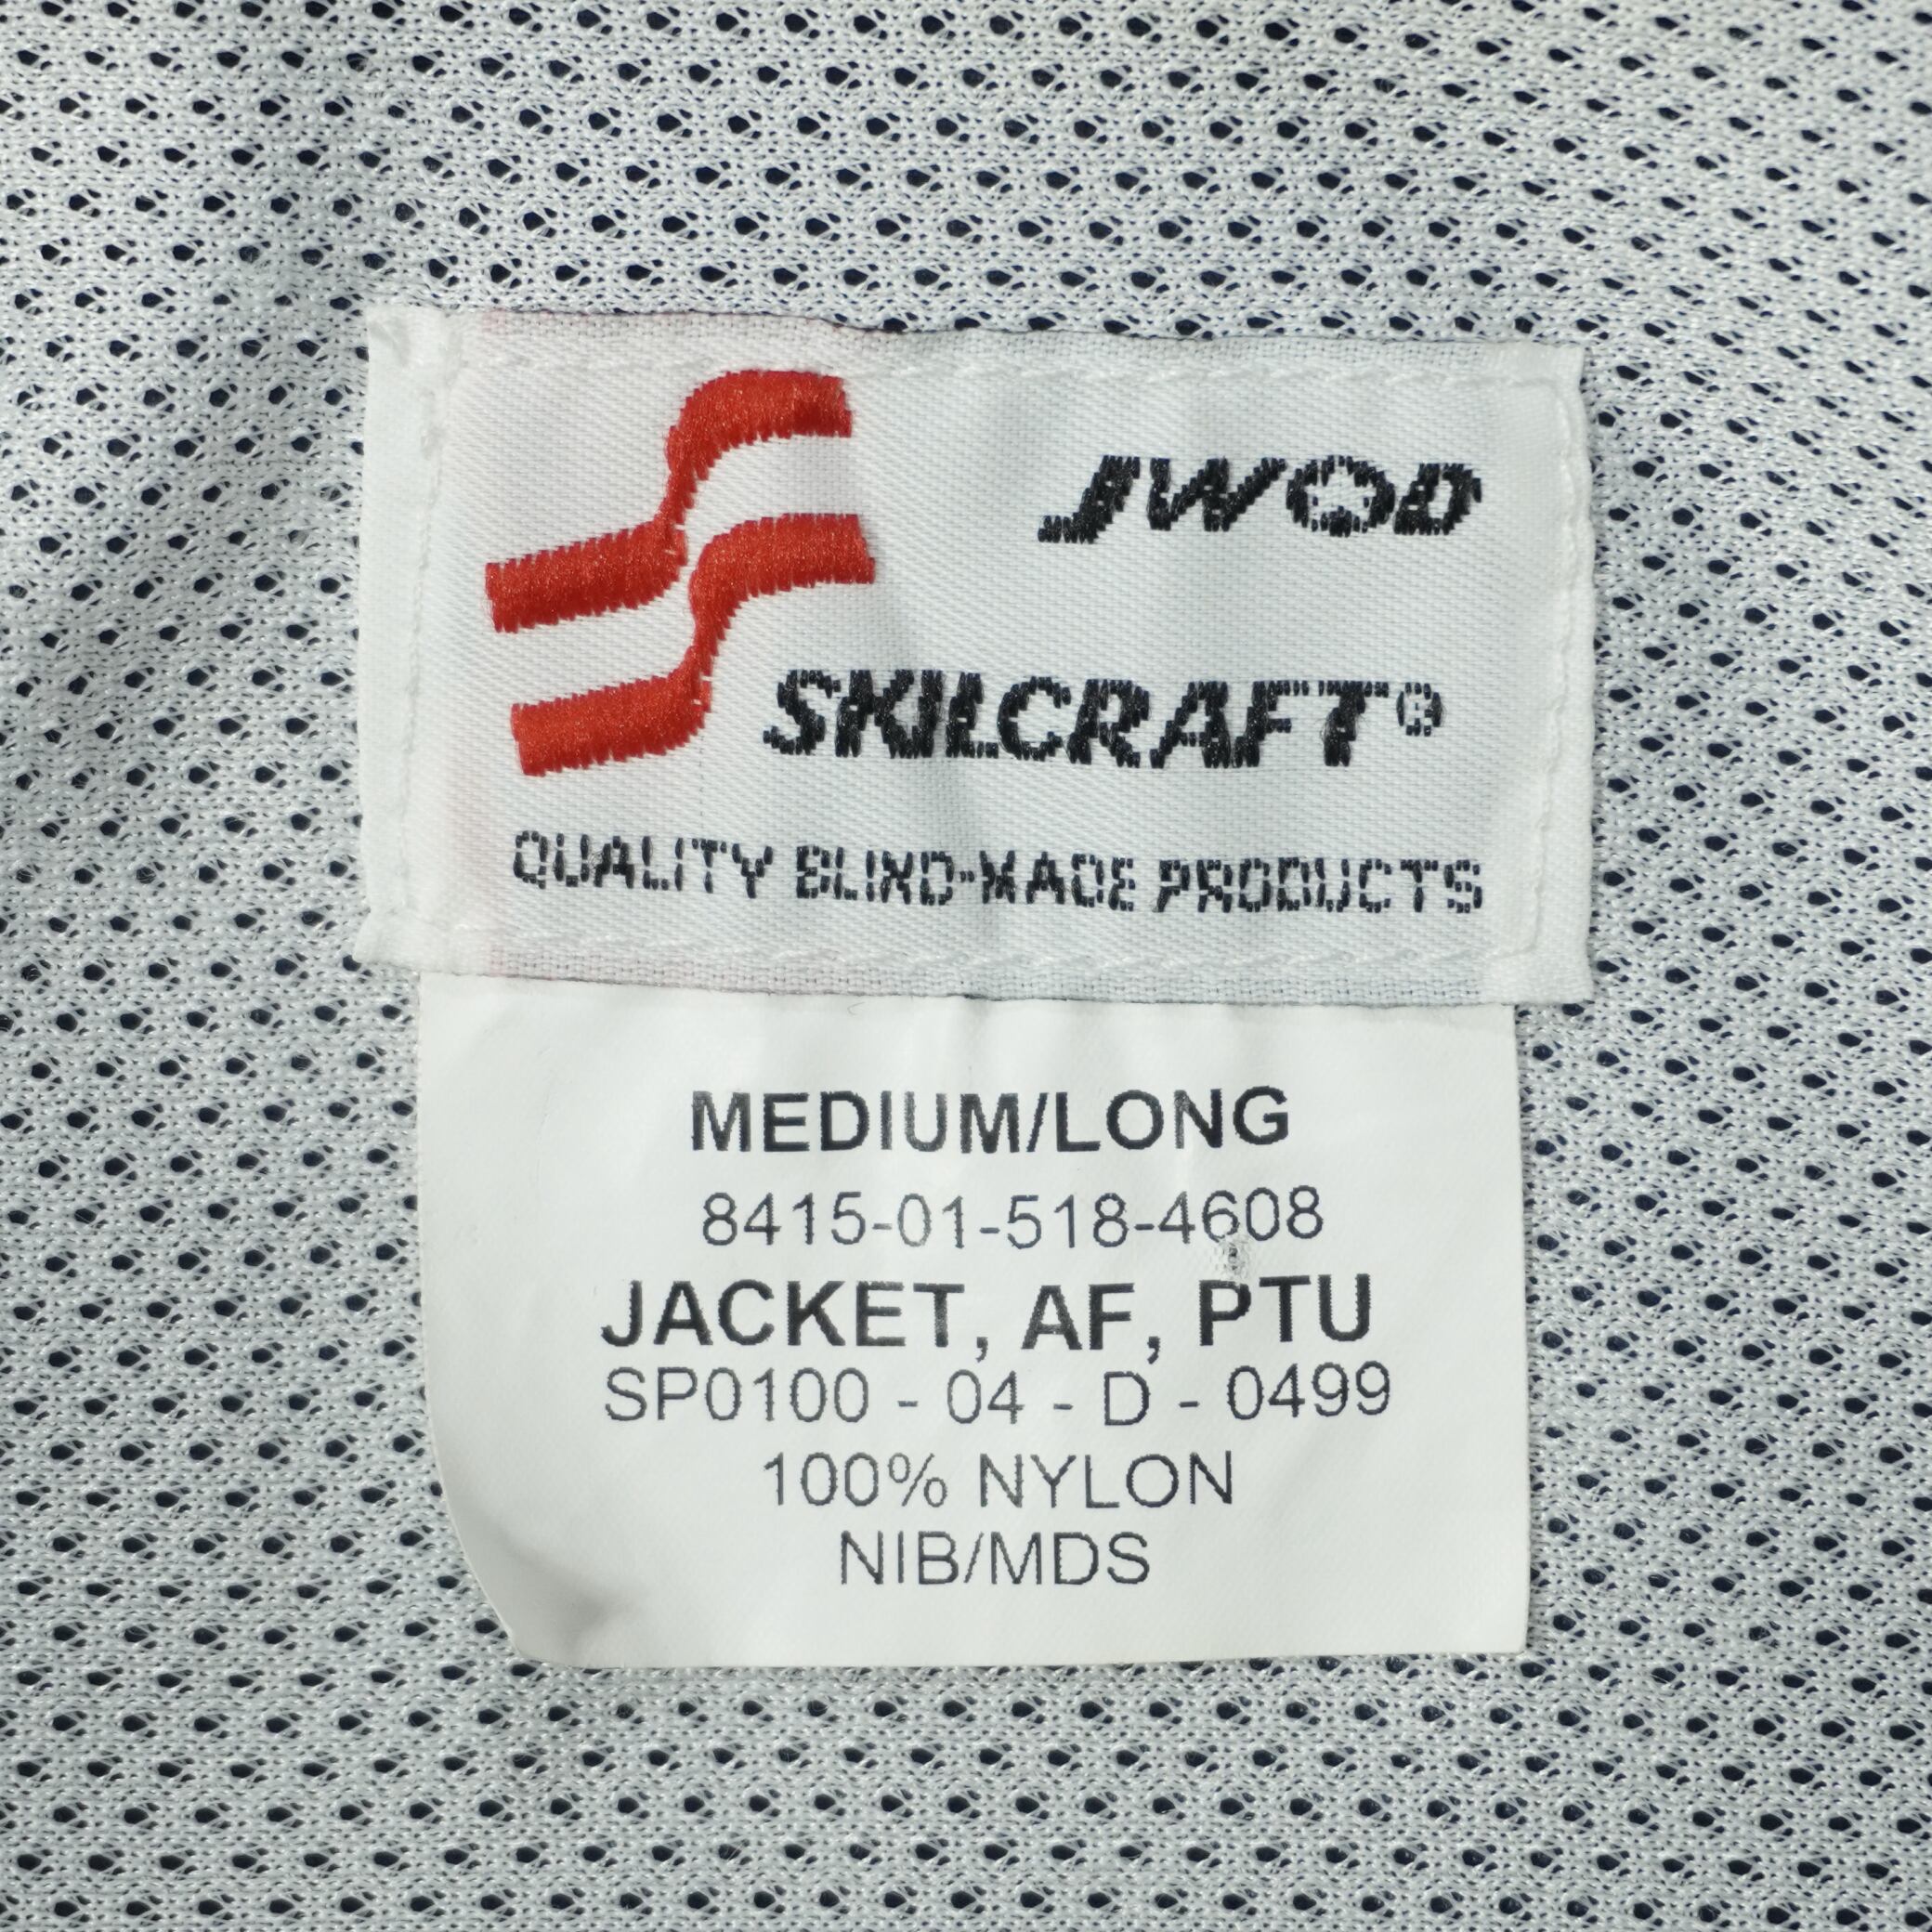 JWOD
SKILCRAFT®
QUALITY BLIND-MADE PRODUCTS
MEDIUM/LONG
8415-01-518-4608
JACKET, AF, PTU
SP0100 - 04 - D - 0499
100% NYLON
NIB/MDS